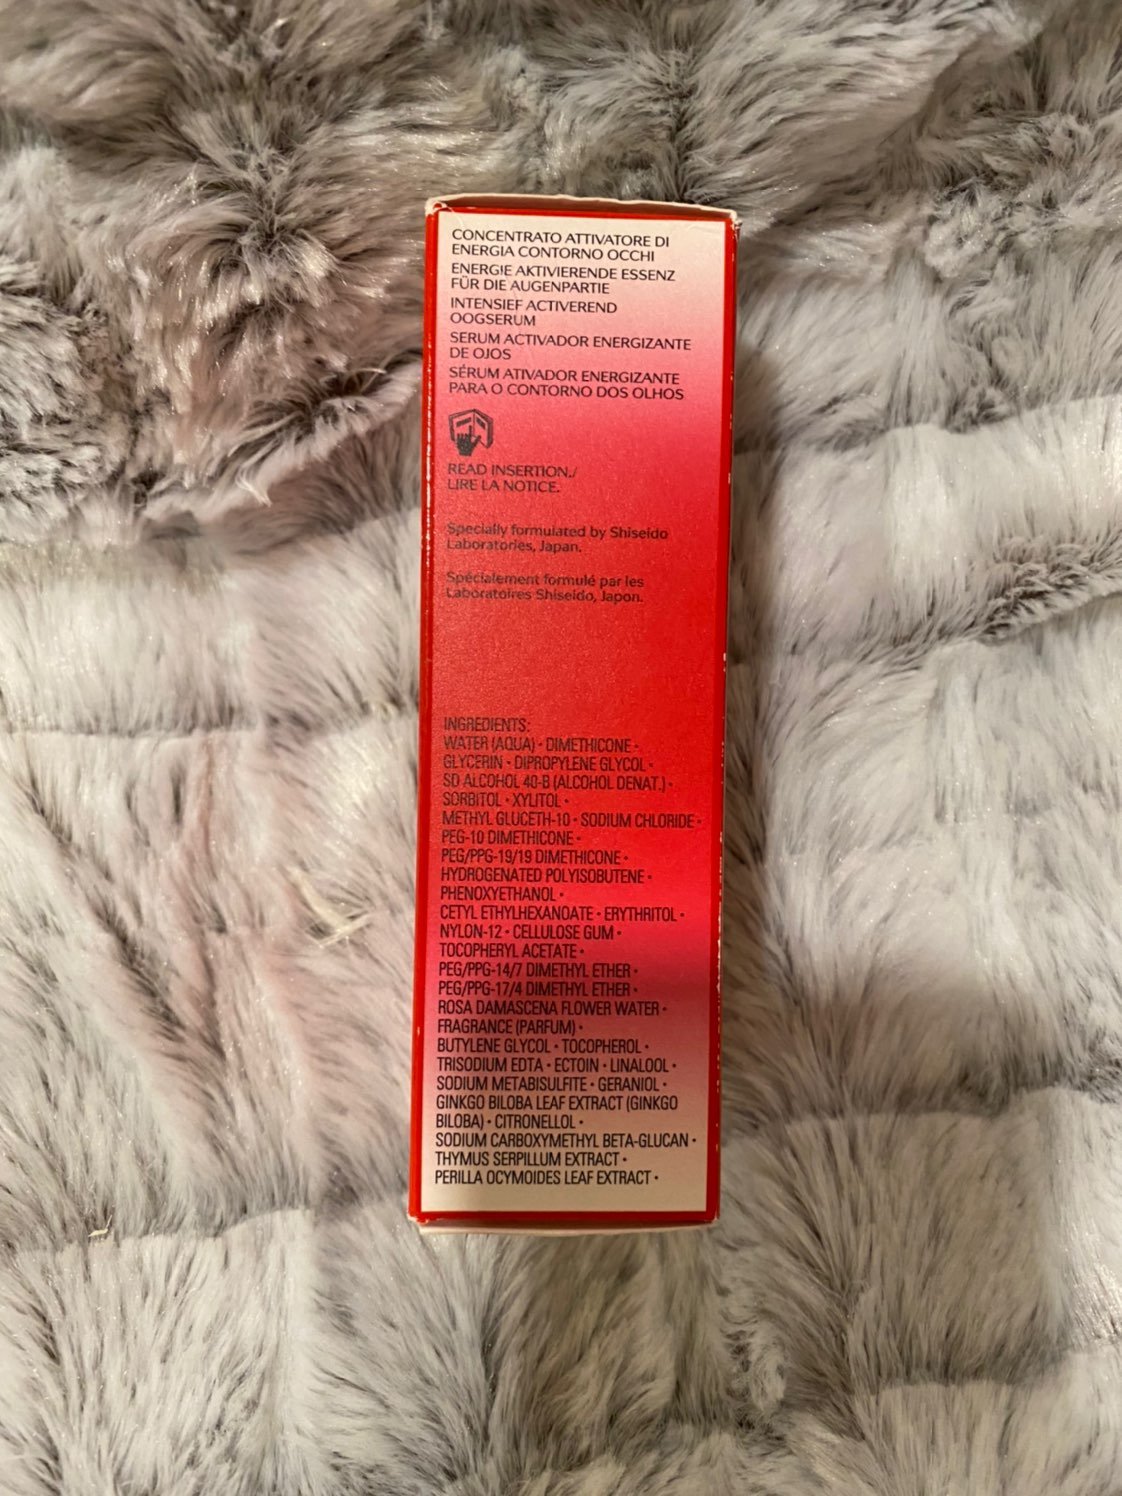 CONCENTRATO ATTIVATORE DI
ENERGIA CONTORNO OCCHI
ENERGIE AKTIVIERENDE ESSENZ
FÜR DIE AUGENPARTIE
INTENSIEF ACTIVEREND
OOGSERUM
SERUM ACTIVADOR ENERGIZANTE
DE OJOS
SÉRUM ATIVADOR ENERGIZANTE
PARA O CONTORNO DOS OLHOS
READ INSERTION./
LIRE LA NOTICE.
Specially formulated by Shiseido
Laboratories, Japan.
Spécialement formulé par les
Laboratoires Shiseido, Japon.
INGREDIENTS:
WATER (AQUA) • DIMETHICONE •
GLYCERIN • DIPROPYLENE GLYCOL •
SD ALCOHOL 40-B (ALCOHOL DENAT.) •
SORBITOL • XYLITOL •
METHYL GLUCETH-10 • SODIUM CHLORIDE •
PEG-10 DIMETHICONE •
PEG/PPG-19/19 DIMETHICONE •
HYDROGENATED POLYISOBUTENE •
PHENOXYETHANOL •
CETYL ETHYLHEXANOATE • ERYTHRITOL •
NYLON-12 • CELLULOSE GUM •
TOCOPHERYL ACETATE •
PEG/PPG-14/7 DIMETHYL ETHER •
PEG/PPG-17/4 DIMETHYL ETHER •
ROSA DAMASCENA FLOWER WATER •
FRAGRANCE (PARFUM) •
BUTYLENE GLYCOL • TOCOPHEROL •
TRISODIUM EDTA • ECTOIN • LINALOOL •
SODIUM METABISULFITE • GERANIOL •
GINKGO BILOBA LEAF EXTRACT (GINKGO
BILOBA) • CITRONELLOL •
SODIUM CARBOXYMETHYL BETA-GLUCAN •
THYMUS SERPILLUM EXTRACT •
PERILLA OCYMOIDES LEAF EXTRACT •